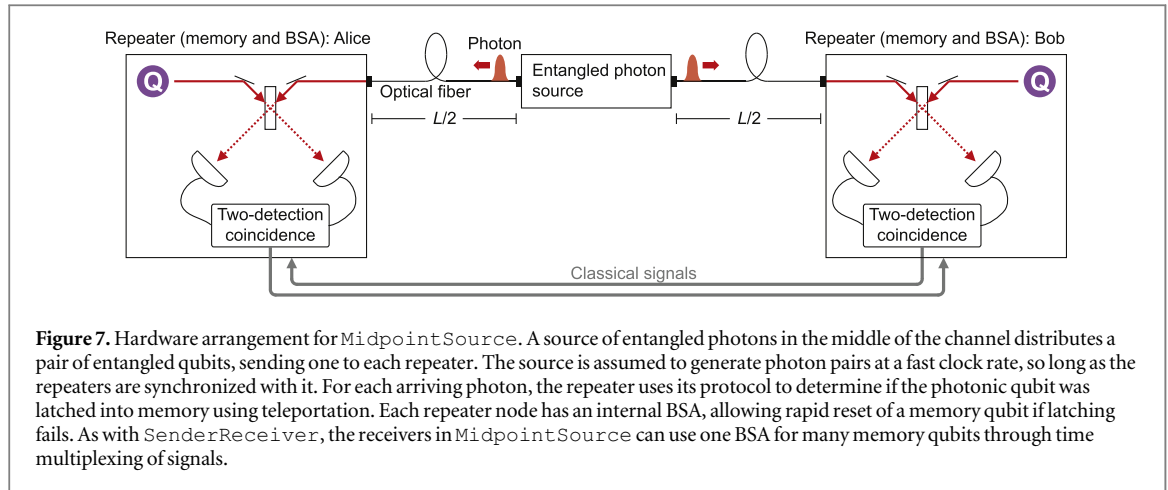 Repeater (memory and BSA): Alice
Repeater (memory and BSA): Bob
Photon
Q
Optical fiber
Entangled photon
source
Q
L/2
L/2
Two-detection
coincidence
Two-detection
coincidence
Classical signals
Figure 7. Hardware arrangement for MidpointSource. A source of entangled photons in the middle of the channel distributes a
pair of entangled qubits, sending one to each repeater. The source is assumed to generate photon pairs at a fast clock rate, so long as the
repeaters are synchronized with it. For each arriving photon, the repeater uses its protocol to determine if the photonic qubit was
latched into memory using teleportation. Each repeater node has an internal BSA, allowing rapid reset of a memory qubit if latching
fails. As with SenderReceiver, the receivers in MidpointSource can use one BSA for many memory qubits through time
multiplexing of signals.